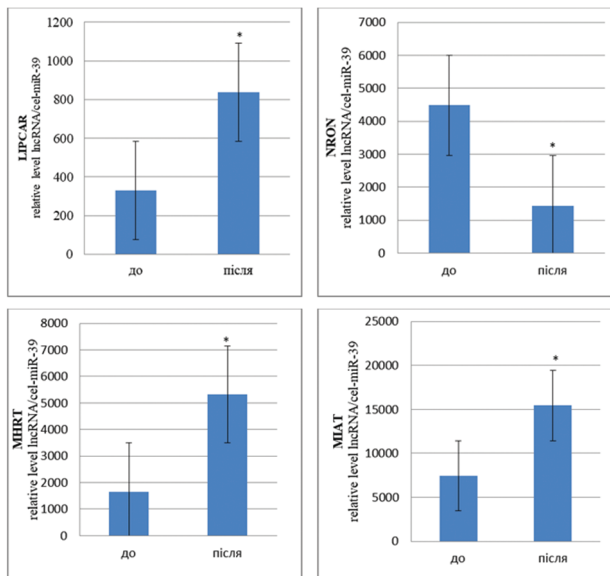 LIPCAR
relative level lncRNA/cel-miR-39
1200
1000
800
600
400
200
0
*
до після
NRON
relative level lncRNA/cel-miR-39
7000
6000
5000
4000
3000
2000
1000
0
*
до після
MHRT
relative level lncRNA/cel-miR-39
8000
7000
6000
5000
4000
3000
2000
1000
0
*
до після
MIAT
relative level lncRNA/cel-miR-39
25000
20000
15000
10000
5000
0
*
до після